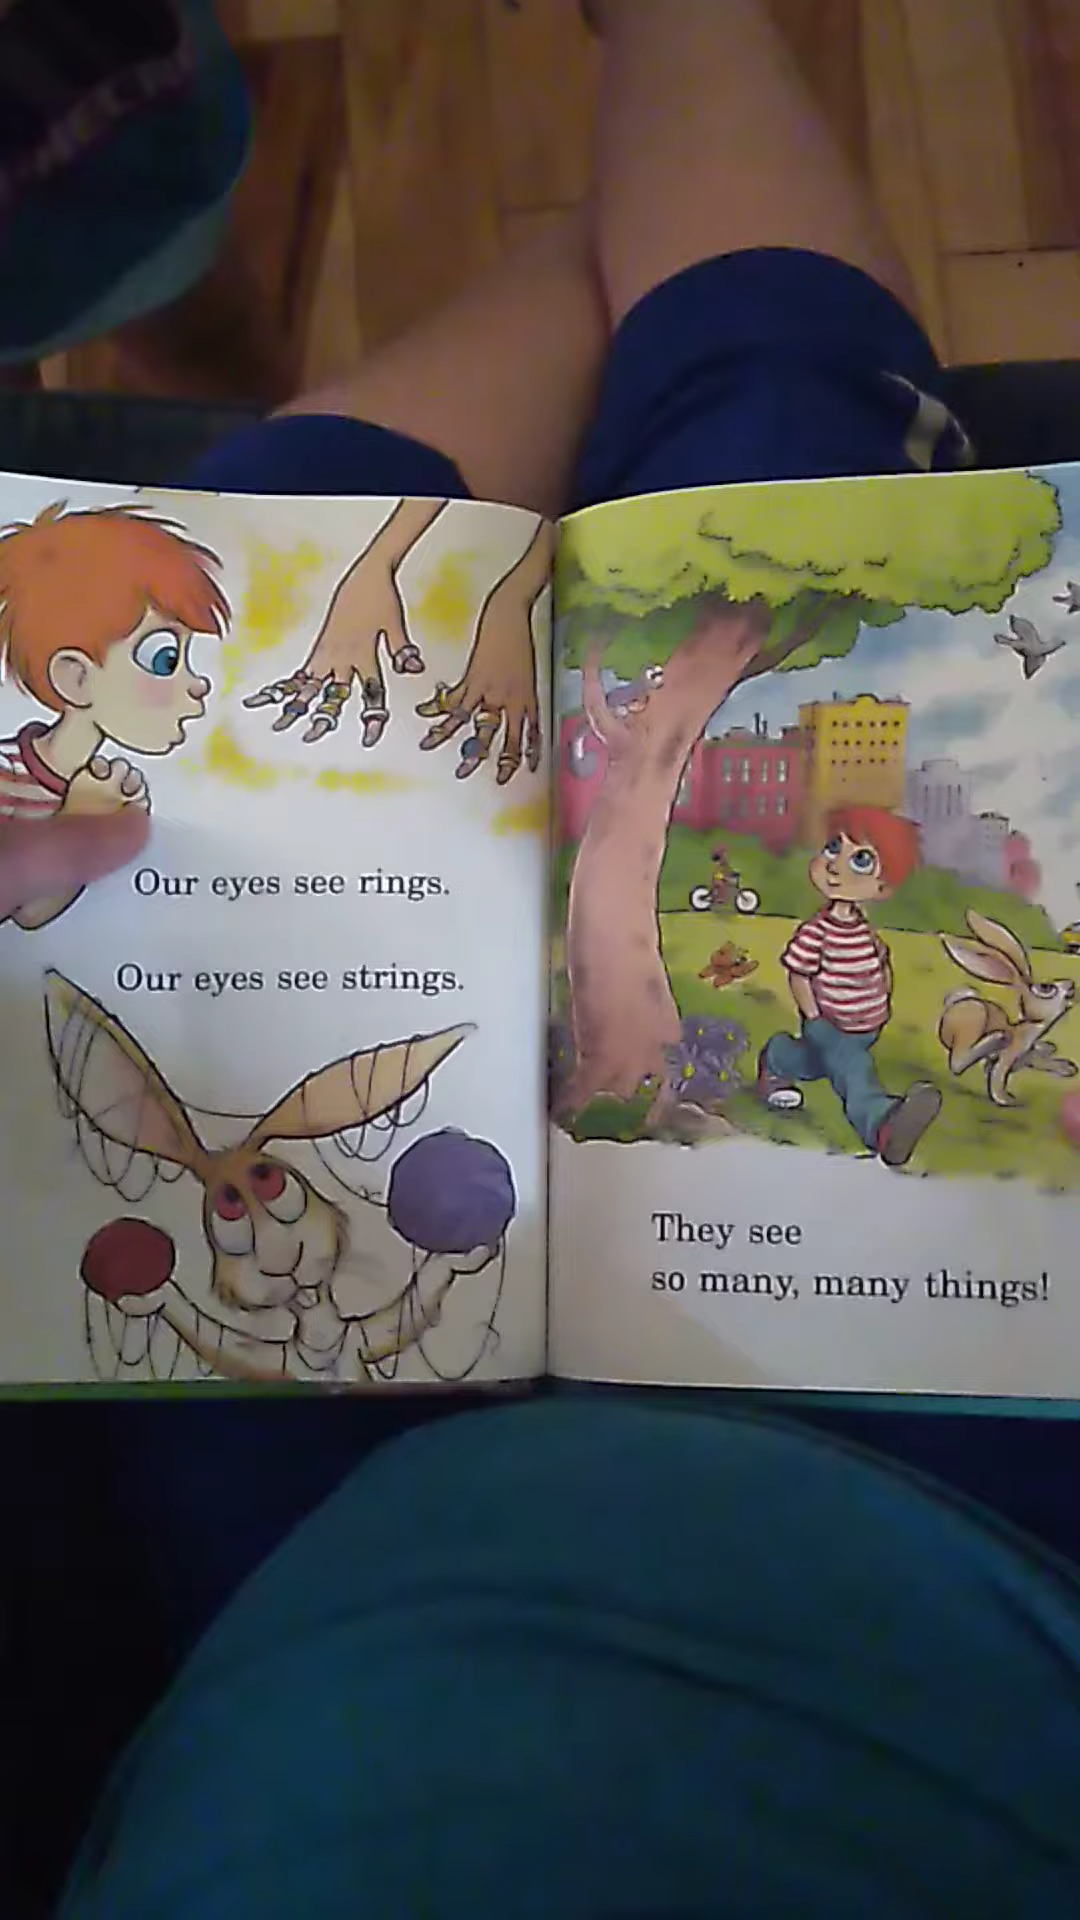 Our eyes see rings.
Our eyes see strings.
They see
so many, many things!